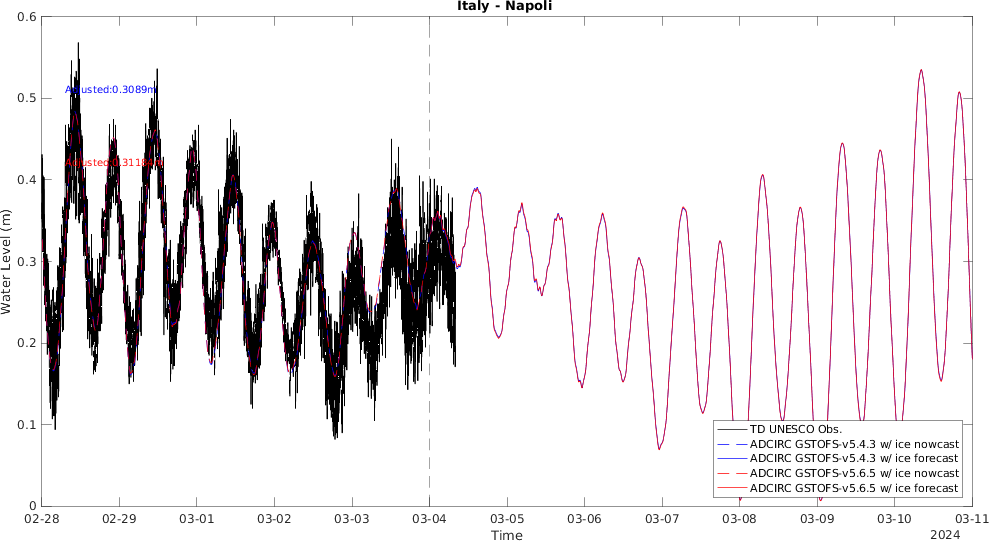 Italy - Napoli
0.6
0.5
0.4
0.3
0.2
0.1
0
Water Level (m)
Adjusted:0.3089m
Adjusted:0.3118
TD UNESCO Obs.
ADCIRC GSTOFS-v5.4.3 w/ ice nowcast
ADCIRC GSTOFS-v5.4.3 w/ ice forecast
ADCIRC GSTOFS-v5.6.5 w/ ice nowcast
ADCIRC GSTOFS-v5.6.5 w/ ice forecast
02-28 02-29 03-01 03-02 03-03 03-04 03-05 03-06 03-07 03-08 03-09 03-10 03-11
Time
2024